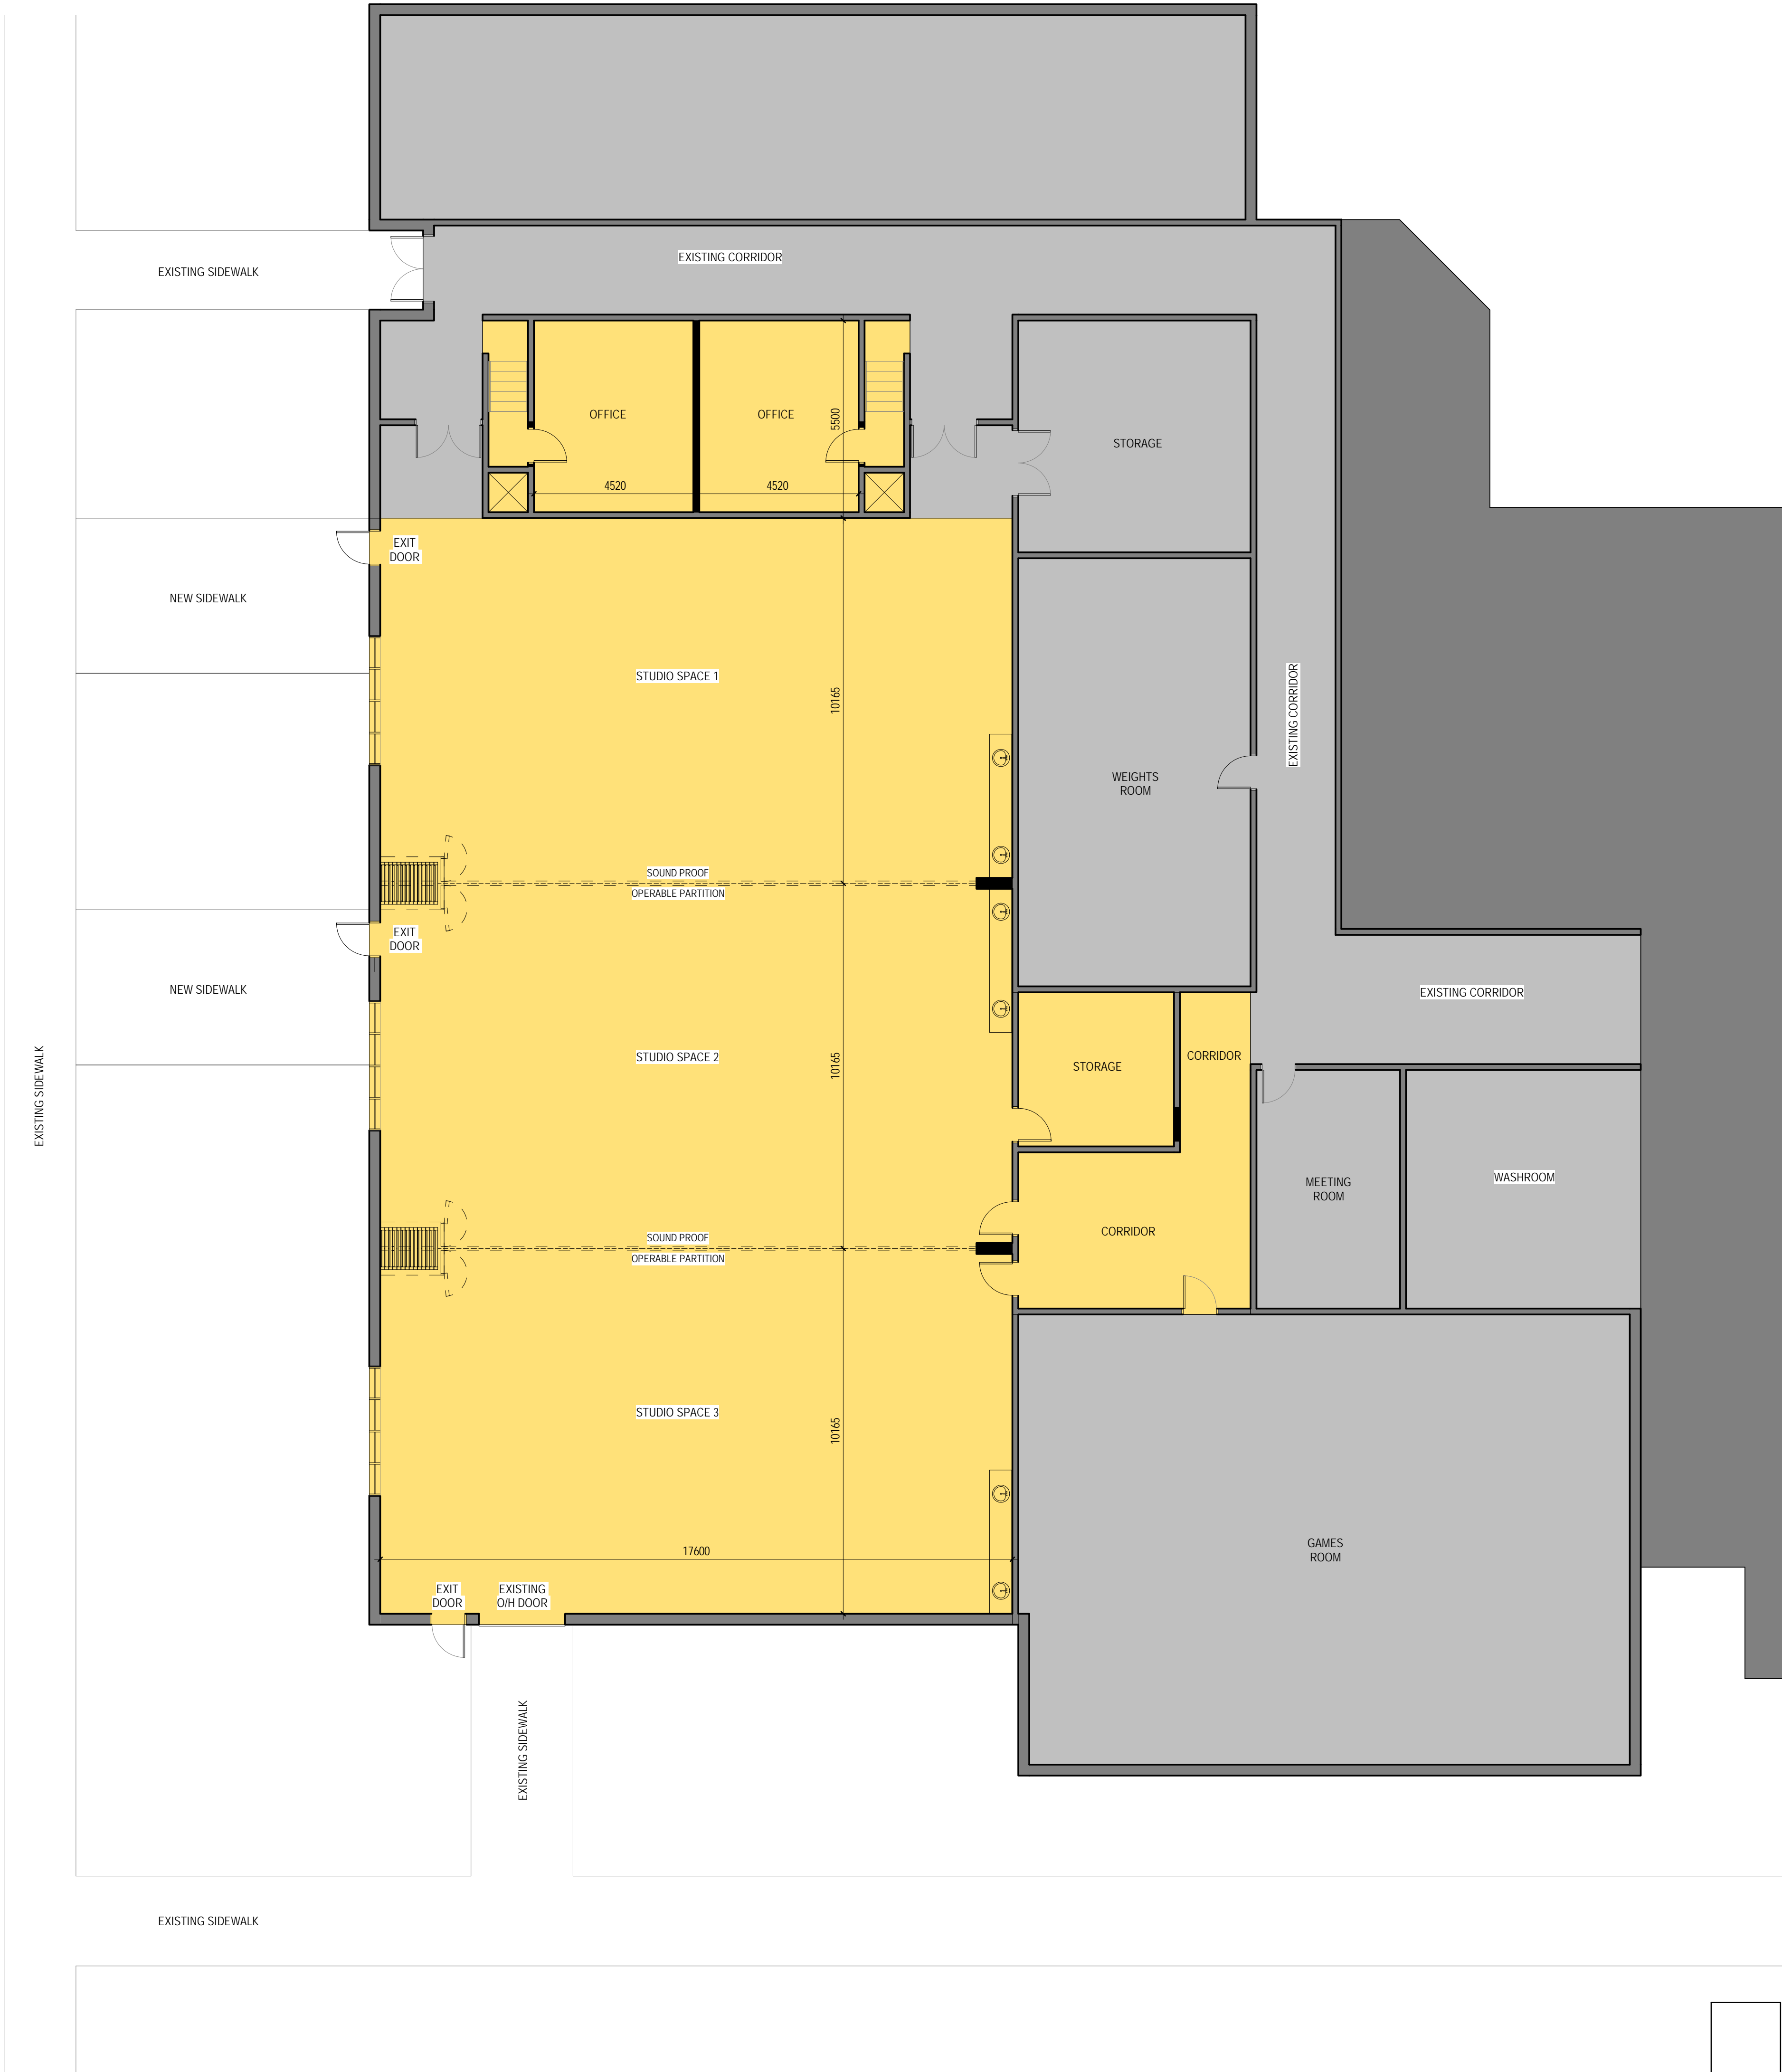 EXISTING CORRIDOR
EXISTING SIDEWALK
OFFICE
OFFICE
5500
STORAGE
4520
4520
EXIT
DOOR
NEW SIDEWALK
STUDIO SPACE 1
10165
EXISTING CORRIDOR
WEIGHTS
ROOM
SOUND PROOF
OPERABLE PARTITION
EXIT
DOOR
NEW SIDEWALK
EXISTING CORRIDOR
EXISTING SIDEWALK
STUDIO SPACE 2
10165
STORAGE
CORRIDOR
MEETING
ROOM
WASHROOM
CORRIDOR
SOUND PROOF
OPERABLE PARTITION
STUDIO SPACE 3
10165
17600
GAMES
ROOM
EXIT
DOOR
EXISTING
O/H DOOR
EXISTING SIDEWALK
EXISTING SIDEWALK